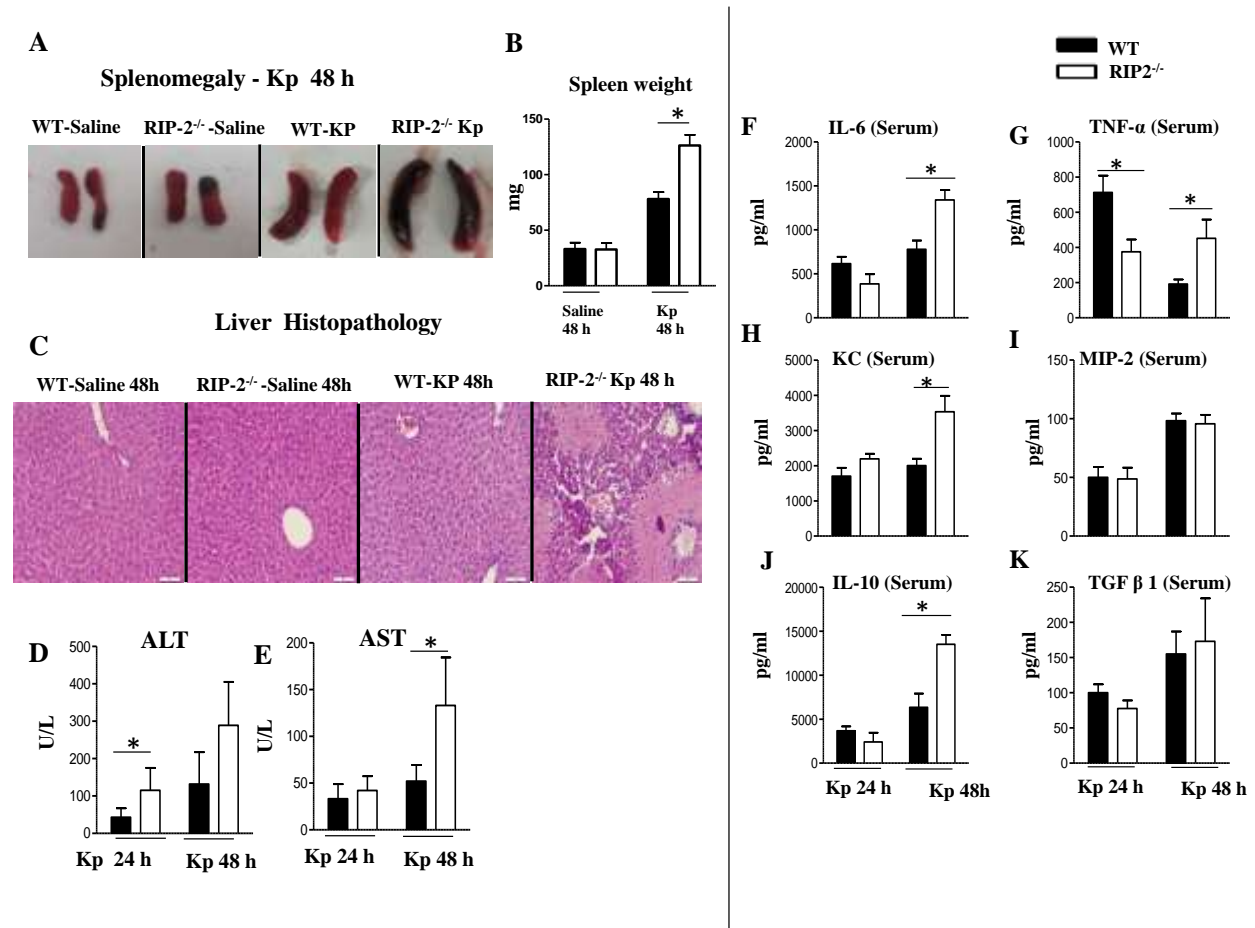 A
Splenomegaly - Kp 48 h
WT-Saline RIP-2-/- -Saline WT-KP RIP-2-/- Kp
B
Spleen weight
*
150
100
50
0
mg
Saline 48 h
Kp 48 h
Liver Histopathology
C
WT-Saline 48h RIP-2-/- -Saline 48h WT-KP 48h RIP-2-/- Kp 48 h
D
ALT
500
400
300
200
100
0
U/L
*
Kp 24 h Kp 48 h
E
AST
200
150
100
50
0
U/L
*
Kp 24 h Kp 48 h
WT
RIP2-/-
F
IL-6 (Serum)
2000
1500
1000
500
0
pg/ml
*
G
TNF-α (Serum)
1000
800
600
400
200
0
pg/ml
*
*
H
KC (Serum)
5000
4000
3000
2000
1000
0
pg/ml
*
I
MIP-2 (Serum)
150
100
50
0
pg/ml
J
IL-10 (Serum)
20000
15000
10000
5000
0
pg/ml
*
Kp 24 h Kp 48h
K
TGF β 1 (Serum)
250
200
150
100
50
0
pg/ml
Kp 24 h Kp 48 h